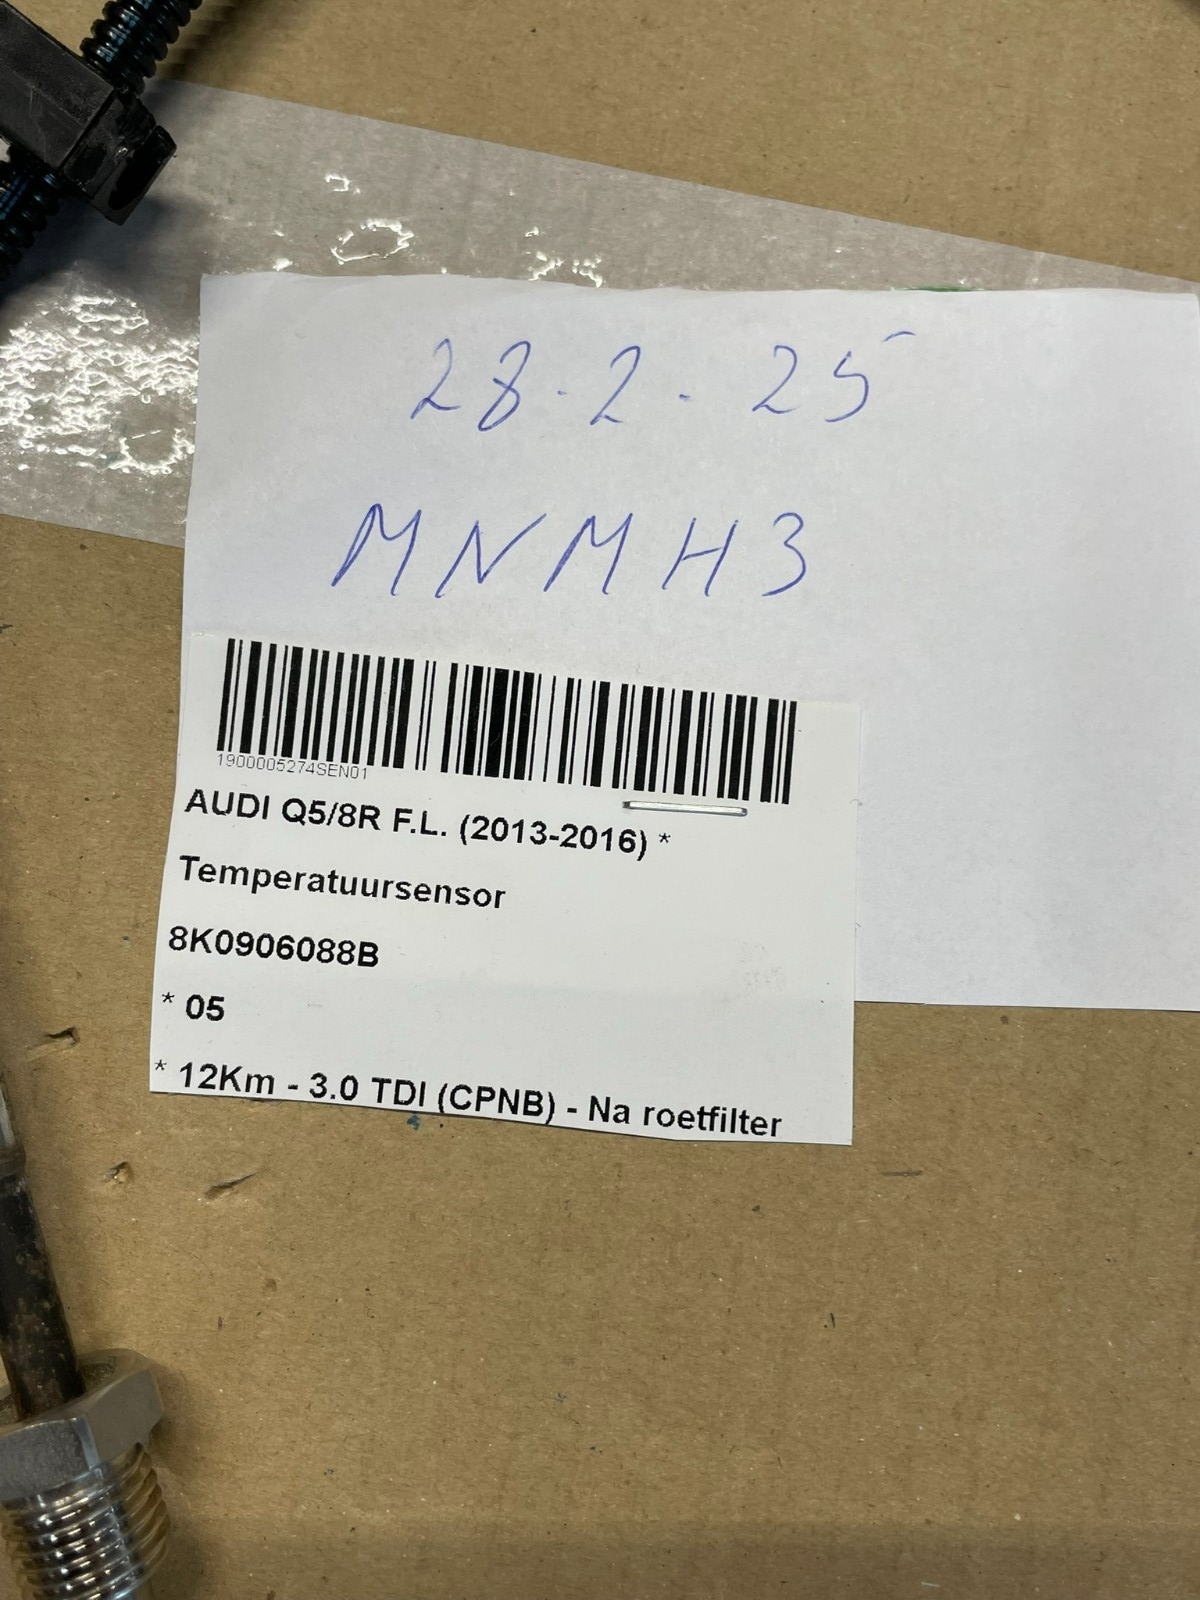 28-2-25
MNMH3
1900005274SEN01
AUDI Q5/8R F.L. (2013-2016) *
Temperatuursensor
8K0906088B
* 05
* 12Km - 3.0 TDI (CPNB) - Na roetfilter